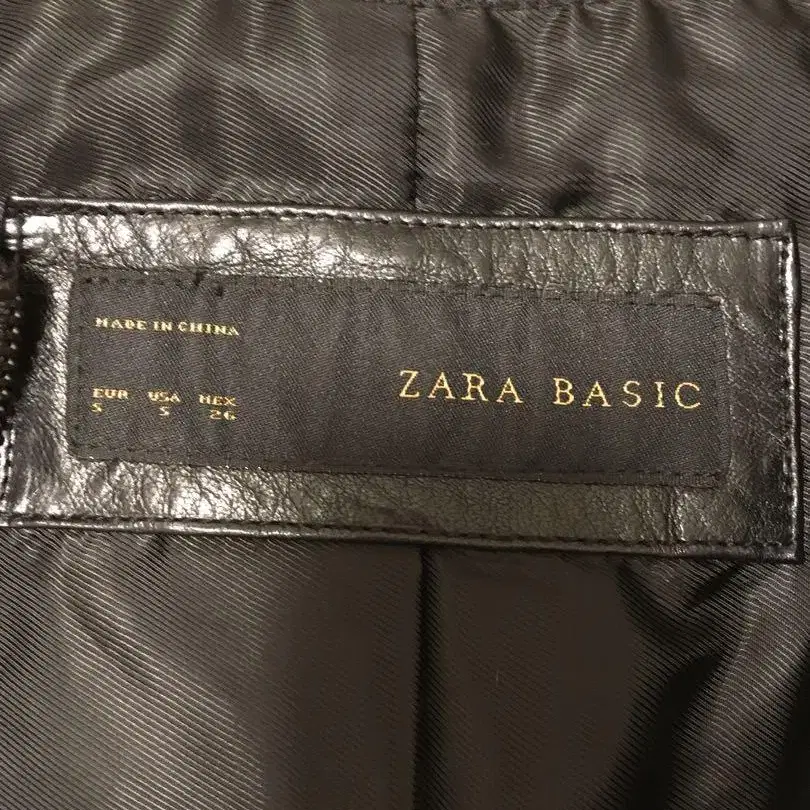 MADE IN CHINA
EUR USA MEX
S S 26
ZARA BASIC